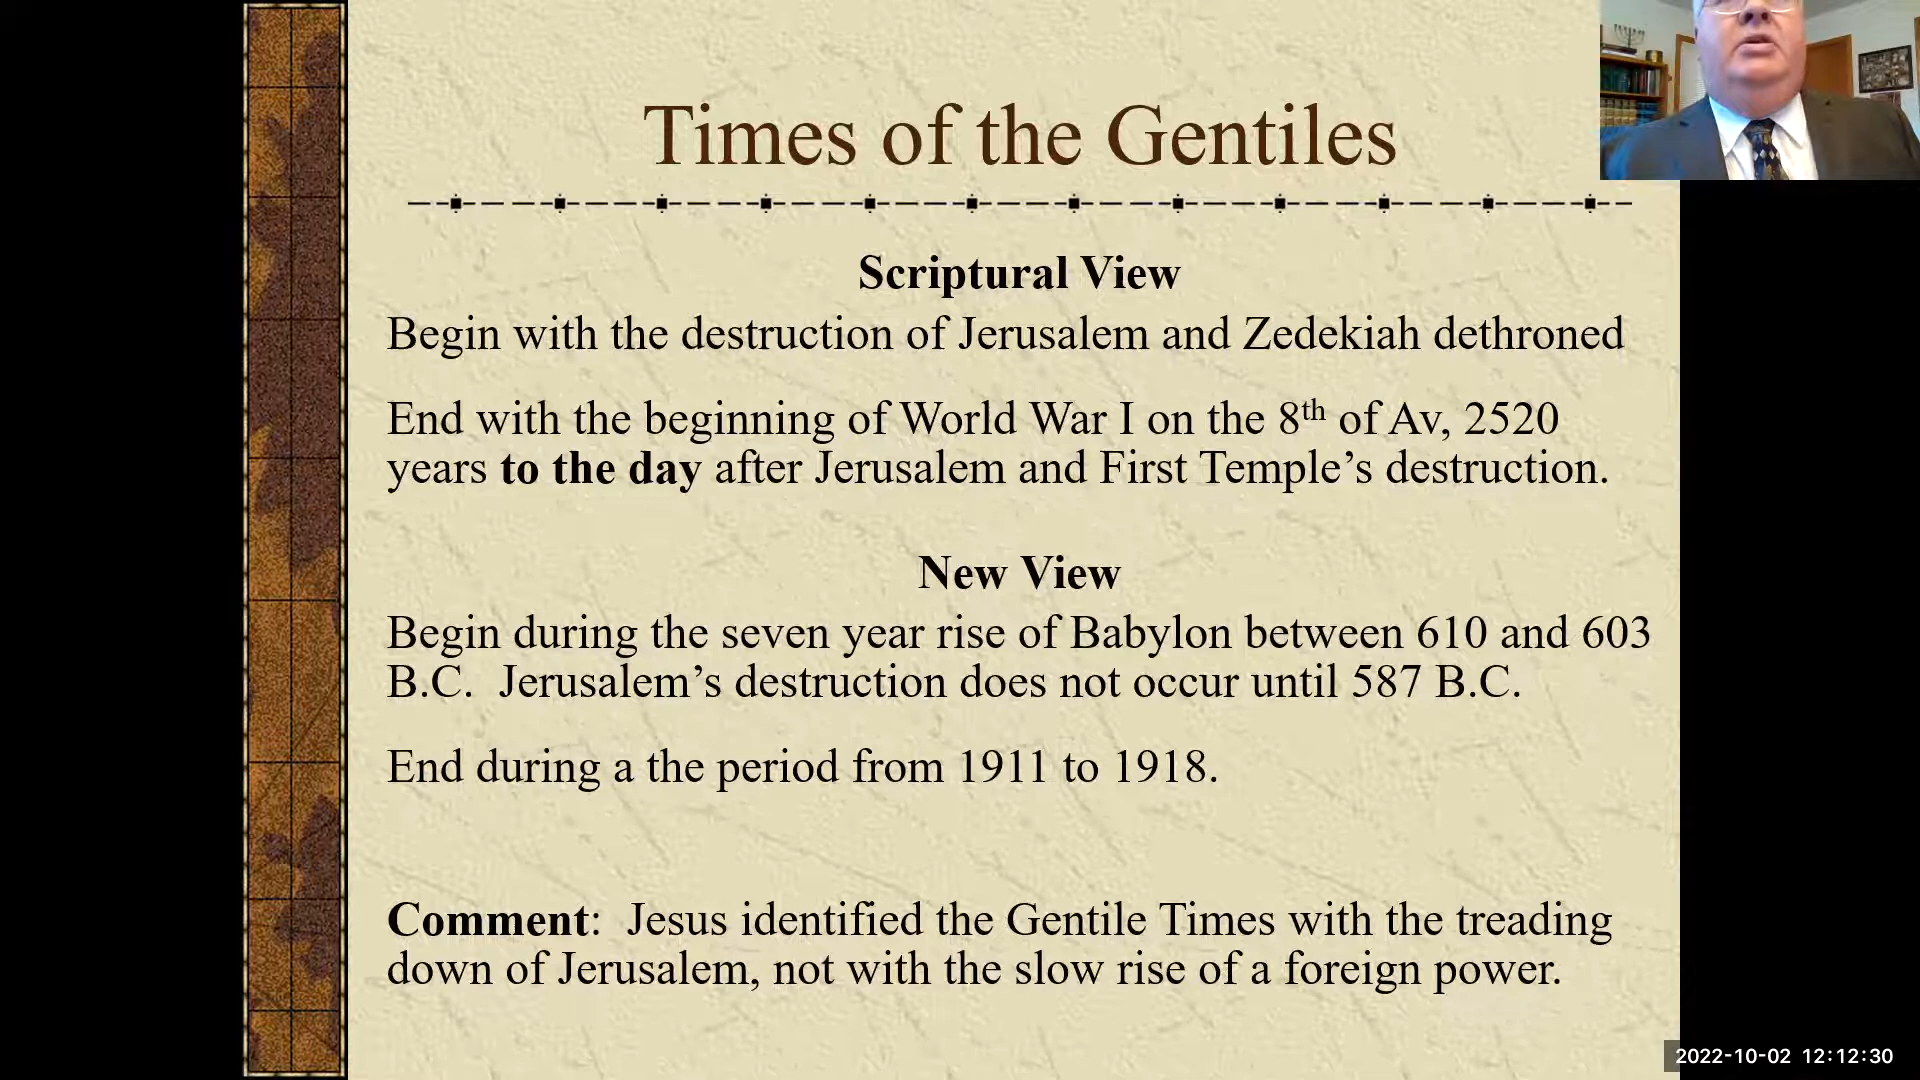 Times of the Gentiles
Scriptural View
Begin with the destruction of Jerusalem and Zedekiah dethroned
End with the beginning of World War I on the 8th of Av, 2520
years to the day after Jerusalem and First Temple’s destruction.
New View
Begin during the seven year rise of Babylon between 610 and 603
B.C.  Jerusalem’s destruction does not occur until 587 B.C.
End during a the period from 1911 to 1918.
Comment:  Jesus identified the Gentile Times with the treading
down of Jerusalem, not with the slow rise of a foreign power.
2022-10-02 12:12:30